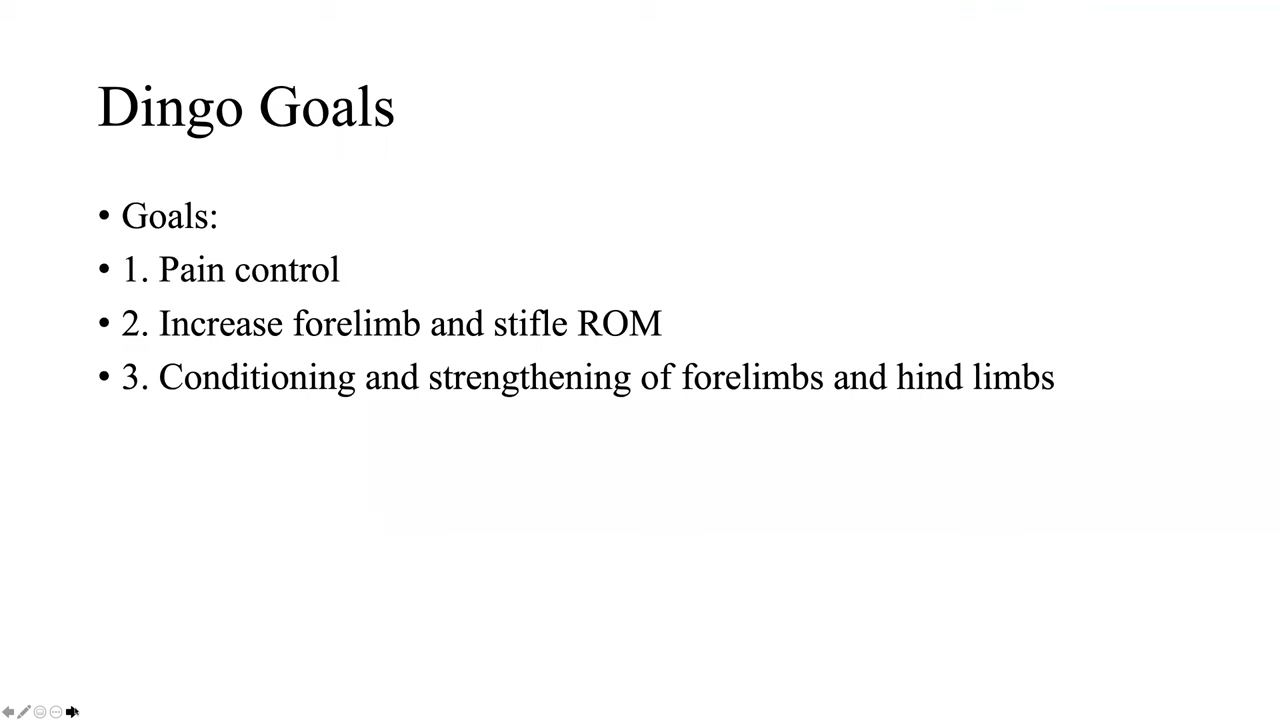 Dingo Goals
• Goals:
• 1. Pain control
• 2. Increase forelimb and stifle ROM
• 3. Conditioning and strengthening of forelimbs and hind limbs